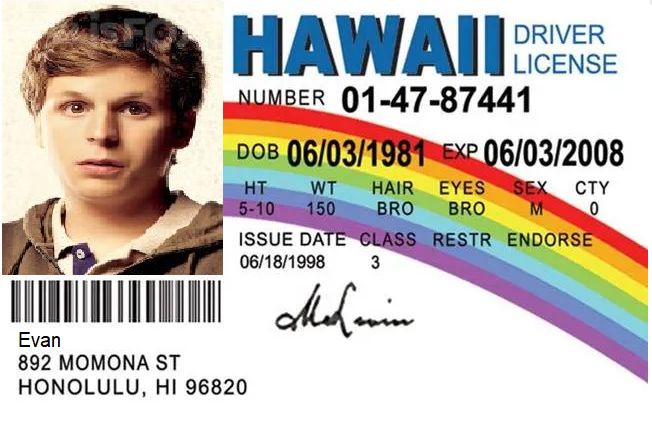 HAWAII DRIVER LICENSE
NUMBER 01-47-87441
DOB 06/03/1981 EXP 06/03/2008
HT WT HAIR EYES SEX CTY
5-10 150 BRO BRO M 0
ISSUE DATE CLASS RESTR ENDORSE
06/18/1998 3
Evan
892 MOMONA ST
HONOLULU, HI 96820